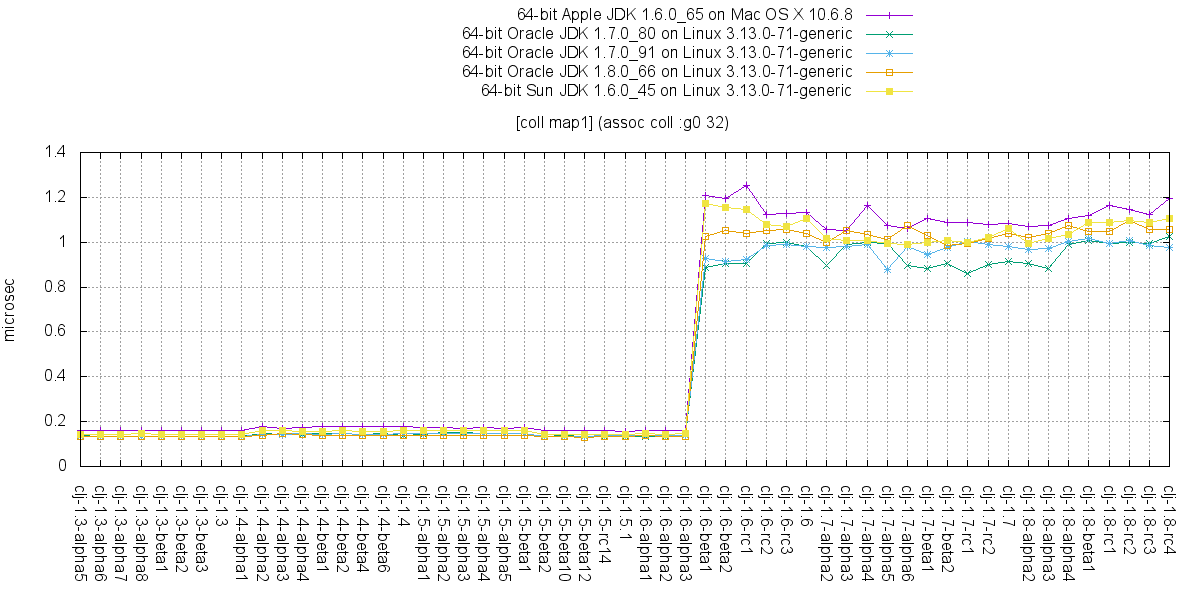 64-bit Apple JDK 1.6.0_65 on Mac OS X 10.6.8
64-bit Oracle JDK 1.7.0_80 on Linux 3.13.0-71-generic
64-bit Oracle JDK 1.7.0_91 on Linux 3.13.0-71-generic
64-bit Oracle JDK 1.8.0_66 on Linux 3.13.0-71-generic
64-bit Sun JDK 1.6.0_45 on Linux 3.13.0-71-generic
[coll map1] (assoc coll :g0 32)
1.4
1.2
1
0.8
0.6
0.4
0.2
0
microsec
clj-1.3-alpha5
clj-1.3-alpha6
clj-1.3-alpha7
clj-1.3-alpha8
clj-1.3-beta1
clj-1.3-beta2
clj-1.3-beta3
clj-1.3
clj-1.4-alpha1
clj-1.4-alpha2
clj-1.4-alpha3
clj-1.4-alpha4
clj-1.4-beta1
clj-1.4-beta2
clj-1.4-beta4
clj-1.4-beta6
clj-1.4
clj-1.5-alpha1
clj-1.5-alpha2
clj-1.5-alpha3
clj-1.5-alpha4
clj-1.5-alpha5
clj-1.5-beta1
clj-1.5-beta2
clj-1.5-beta10
clj-1.5-beta12
clj-1.5-rc14
clj-1.5.1
clj-1.6-alpha1
clj-1.6-alpha2
clj-1.6-alpha3
clj-1.6-beta1
clj-1.6-beta2
clj-1.6-rc1
clj-1.6-rc2
clj-1.6-rc3
clj-1.6
clj-1.7-alpha2
clj-1.7-alpha3
clj-1.7-alpha4
clj-1.7-alpha5
clj-1.7-alpha6
clj-1.7-beta1
clj-1.7-beta2
clj-1.7-rc1
clj-1.7-rc2
clj-1.7
clj-1.8-alpha2
clj-1.8-alpha3
clj-1.8-alpha4
clj-1.8-beta1
clj-1.8-rc1
clj-1.8-rc2
clj-1.8-rc3
clj-1.8-rc4